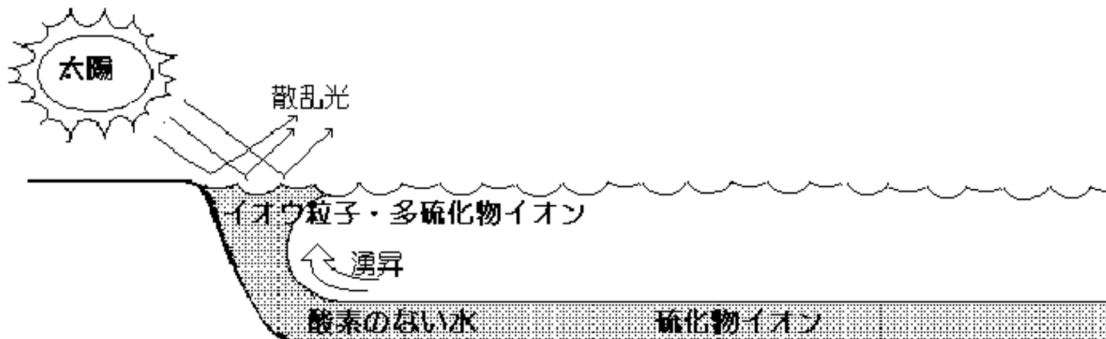 太陽
散乱光
イオウ粒子・多硫化物イオン
湧昇
酸素のない水 硫化物イオン